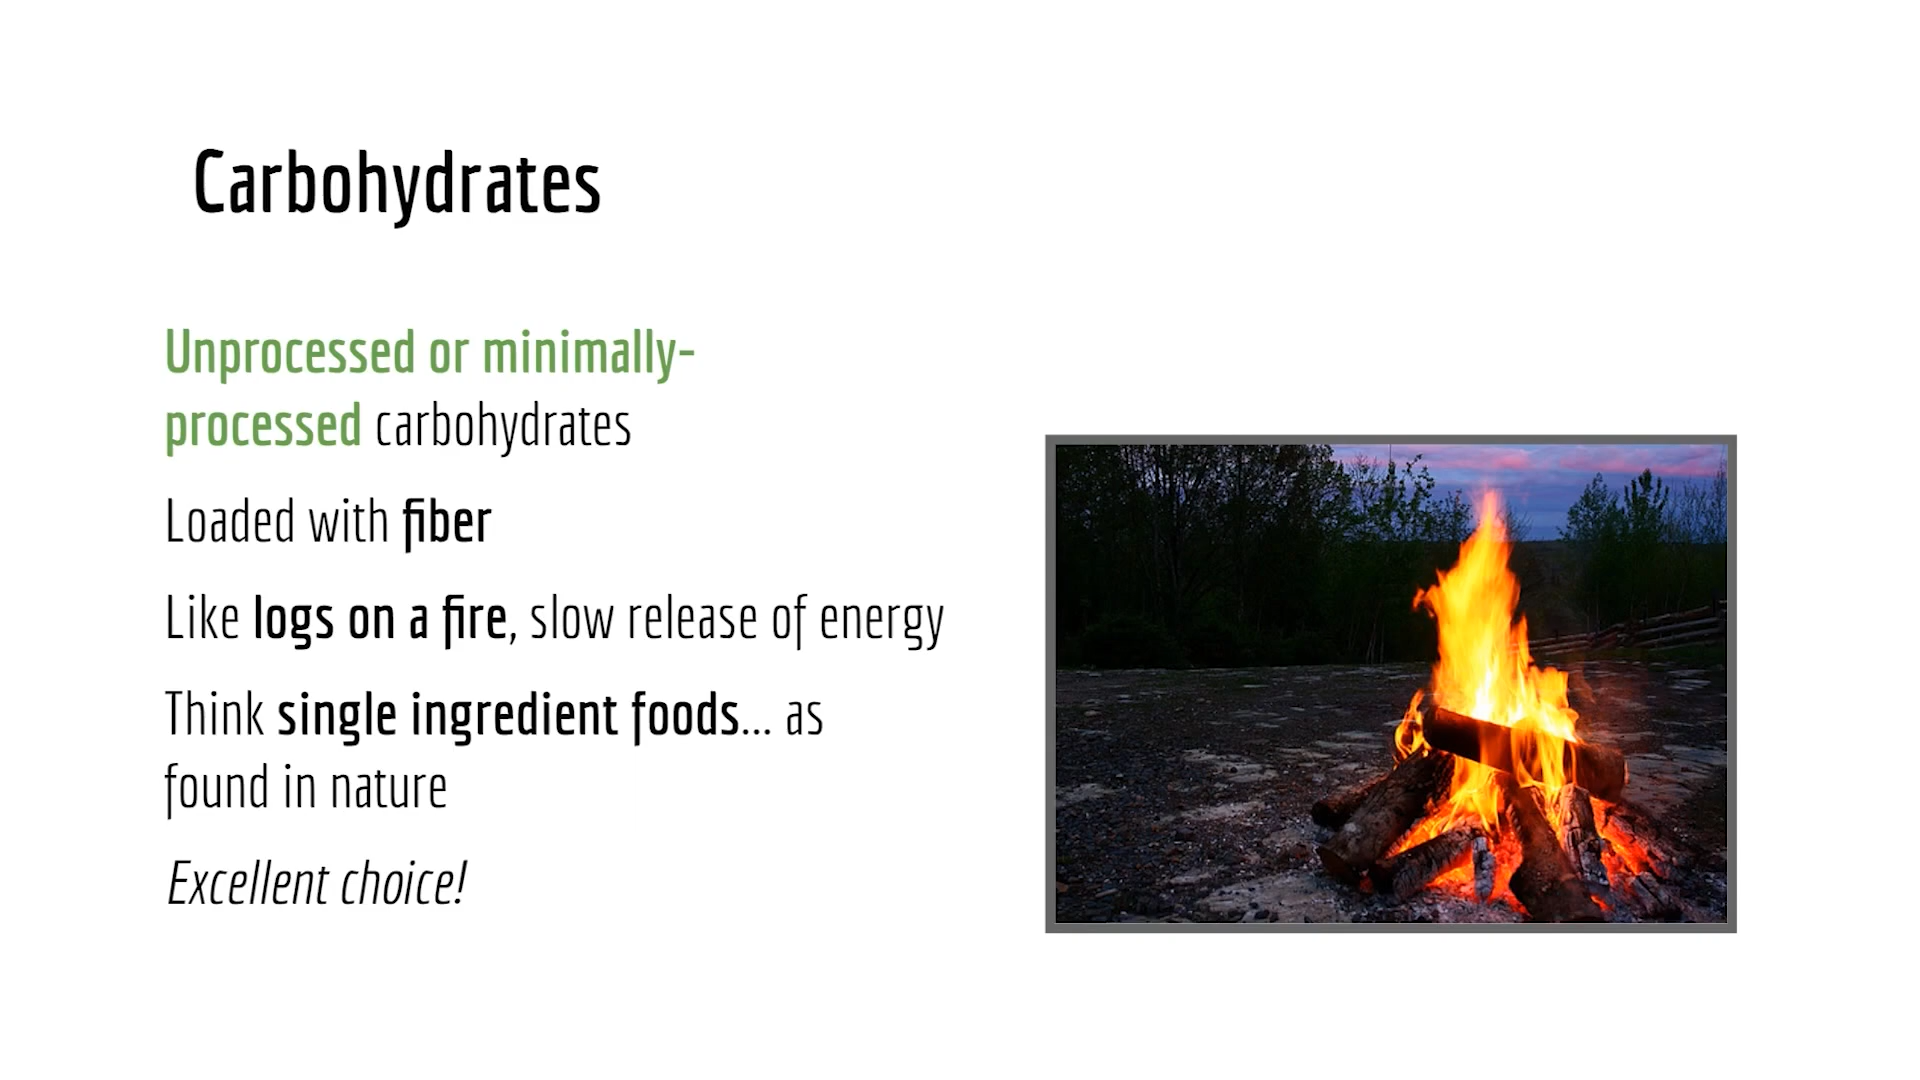 Carbohydrates
Unprocessed or minimally-
processed carbohydrates
Loaded with fiber
Like logs on a fire, slow release of energy
Think single ingredient foods... as
found in nature
Excellent choice!